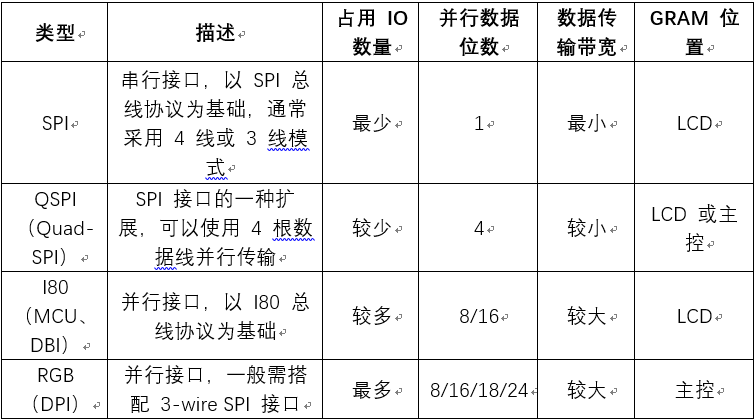 类型
描述
占用 IO
数量
并行数据
位数
数据传
输带宽
GRAM 位
置
SPI
串行接口，以 SPI 总
线协议为基础，通常
采用 4 线或 3 线模
式
最少
1
最小
LCD
QSPI
（Quad-
SPI）
SPI 接口的一种扩
展，可以使用 4 根数
据线并行传输
较少
4
较小
LCD 或主
控
I80
（MCU、
DBI）
并行接口，以 I80 总
线协议为基础
较多
8/16
较大
LCD
RGB
（DPI）
并行接口，一般需搭
配 3-wire SPI 接口
最多
8/16/18/24
较大
主控